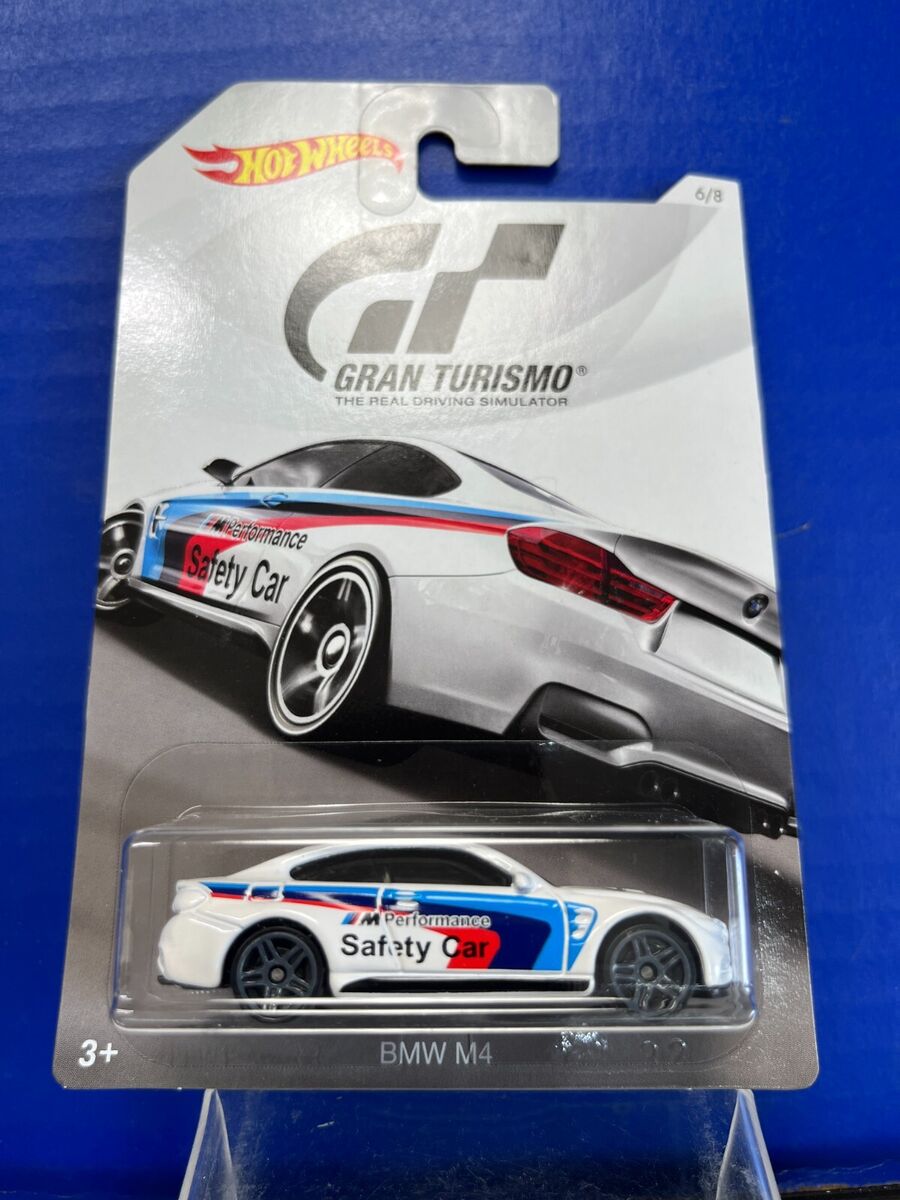 HOT WHEELS
6/8
GT
GRAN TURISMO®
THE REAL DRIVING SIMULATOR
M Performance
Safety Car
M Performance
Safety Car
3+
BMW M4